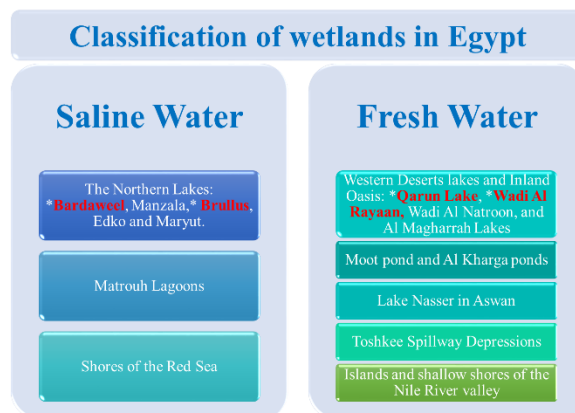 Classification of wetlands in Egypt
Saline Water
The Northern Lakes:
*Bardaweel, Manzala,* Brullus,
Edko and Maryut.
Matrouh Lagoons
Shores of the Red Sea
Fresh Water
Western Deserts lakes and Inland
Oasis: *Qarun Lake, *Wadi Al
Rayaan, Wadi Al Natroon, and
Al Magharrah Lakes
Moot pond and Al Kharga ponds
Lake Nasser in Aswan
Toshkee Spillway Depressions
Islands and shallow shores of the
Nile River valley